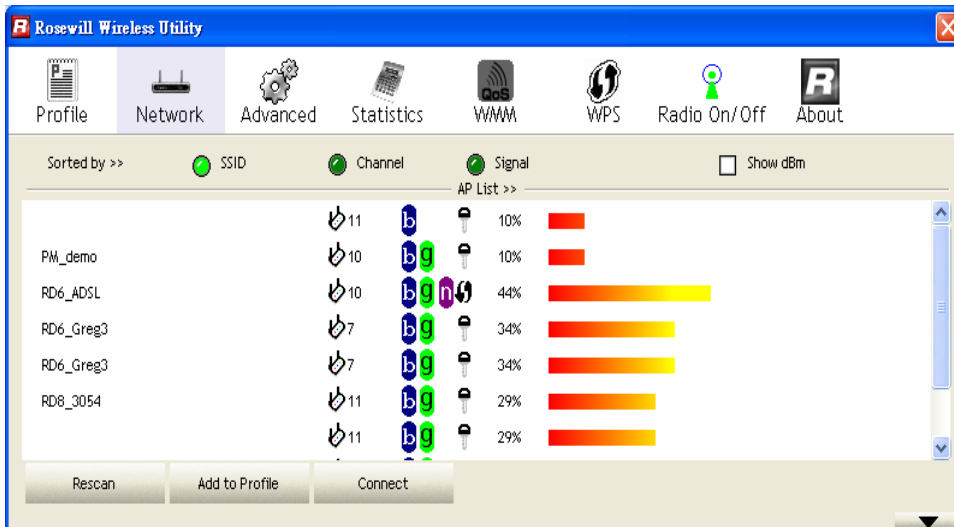 R Rosewill Wireless Utility
Profile Network Advanced Statistics QoS WMM WPS Radio On/Off R About
Sorted by >> SSID Channel Signal Show dBm
AP List >>
11 b 10%
PM_demo 10 b g 10%
RD6_ADSL 10 b g n 44%
RD6_Greg3 7 b g 34%
RD6_Greg3 7 b g 34%
RD8_3054 11 b g 29%
11 b g 29%
Rescan Add to Profile Connect